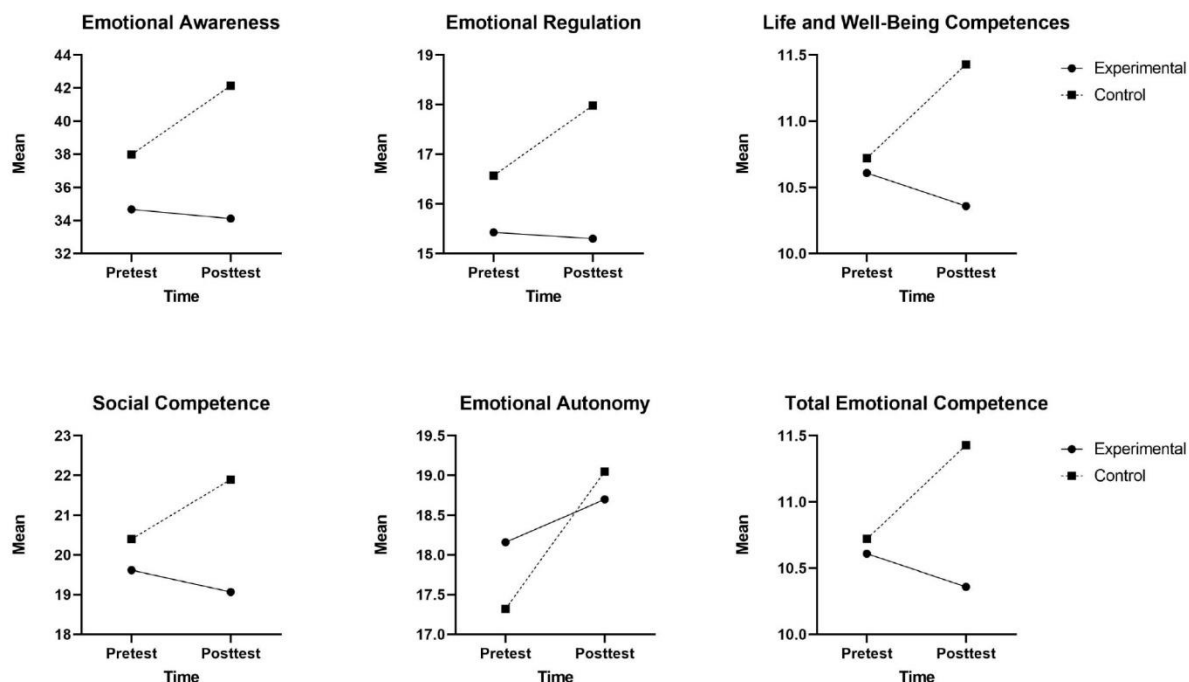 Emotional Awareness
44
42
40
38
36
34
32
Mean
Pretest Posttest
Time
Emotional Regulation
19
18
17
16
15
Mean
Pretest Posttest
Time
Life and Well-Being Competences
11.5
11.0
10.5
10.0
Mean
Pretest Posttest
Time
Experimental
Control
Social Competence
23
22
21
20
19
18
Mean
Pretest Posttest
Time
Emotional Autonomy
19.5
19.0
18.5
18.0
17.5
17.0
Mean
Pretest Posttest
Time
Total Emotional Competence
11.5
11.0
10.5
10.0
Mean
Pretest Posttest
Time
Experimental
Control